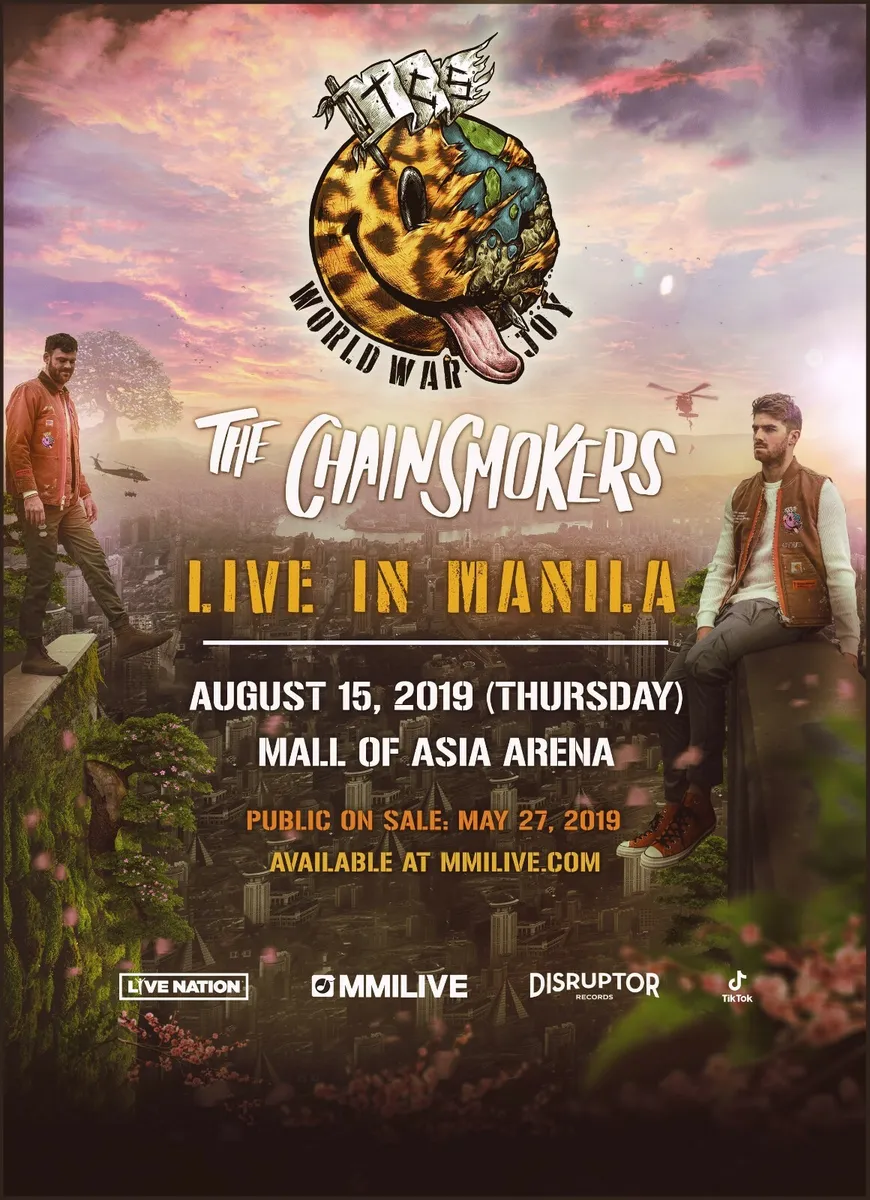 TCS
WORLD WAR JOY
THE CHAINSMOKERS
LIVE IN MANILA
AUGUST 15, 2019 (THURSDAY)
MALL OF ASIA ARENA
PUBLIC ON SALE: MAY 27, 2019
AVAILABLE AT MMILIVE.COM
LIVE NATION
MMILIVE
DISRUPTOR
RECORDS
TikTok